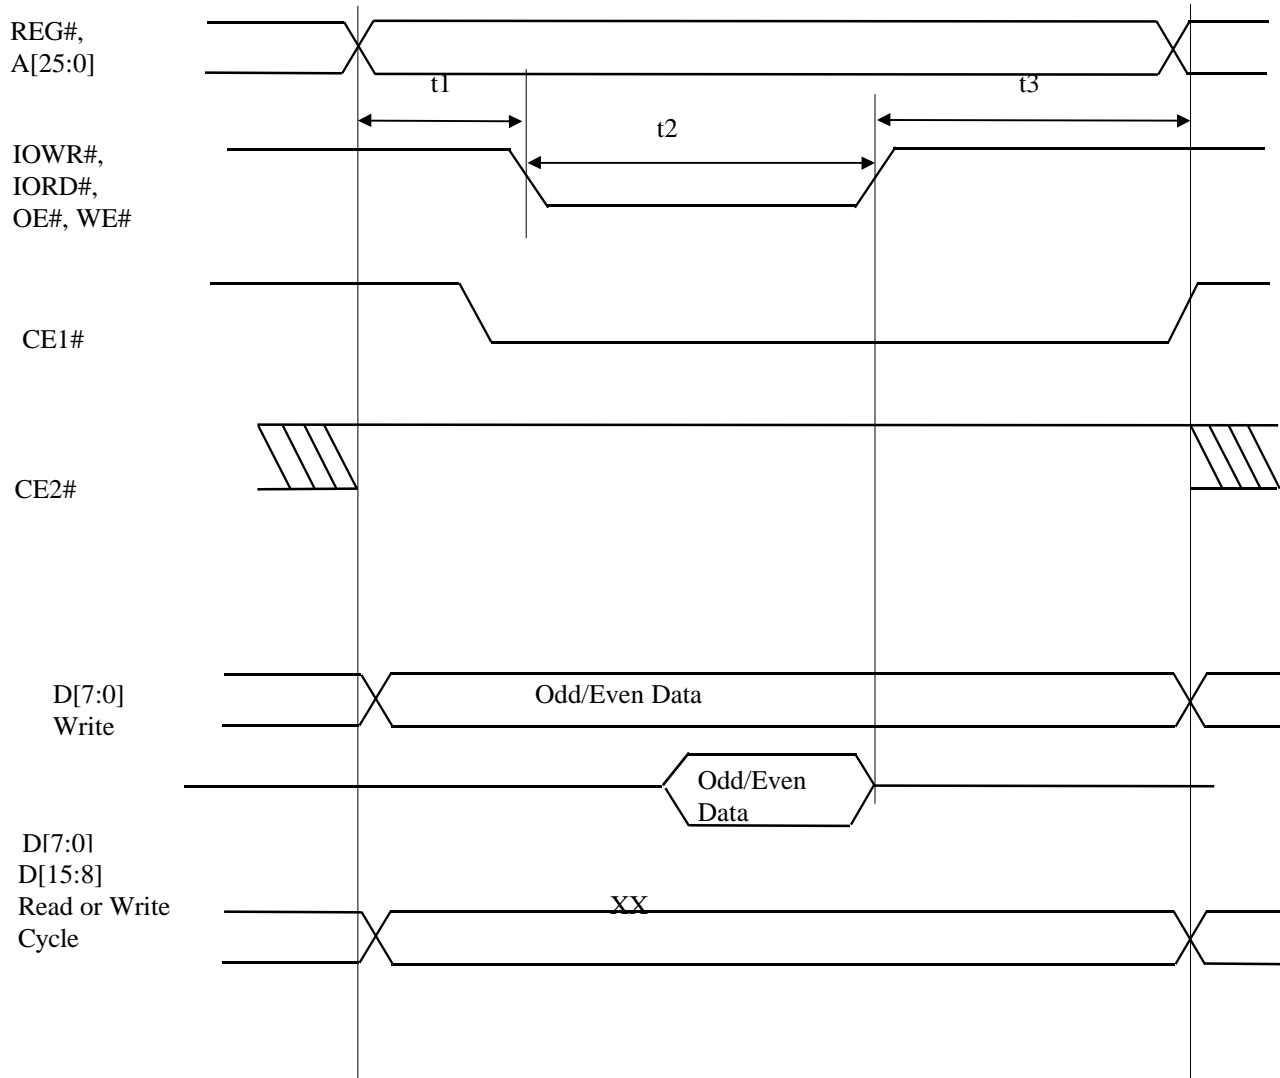 REG#,
A[25:0]
t1
t3
t2
IOWR#,
IORD#,
OE#, WE#
CE1#
CE2#
D[7:0]
Write
Odd/Even Data
Odd/Even
Data
D[7:0]
D[15:8]
Read or Write
Cycle
XX